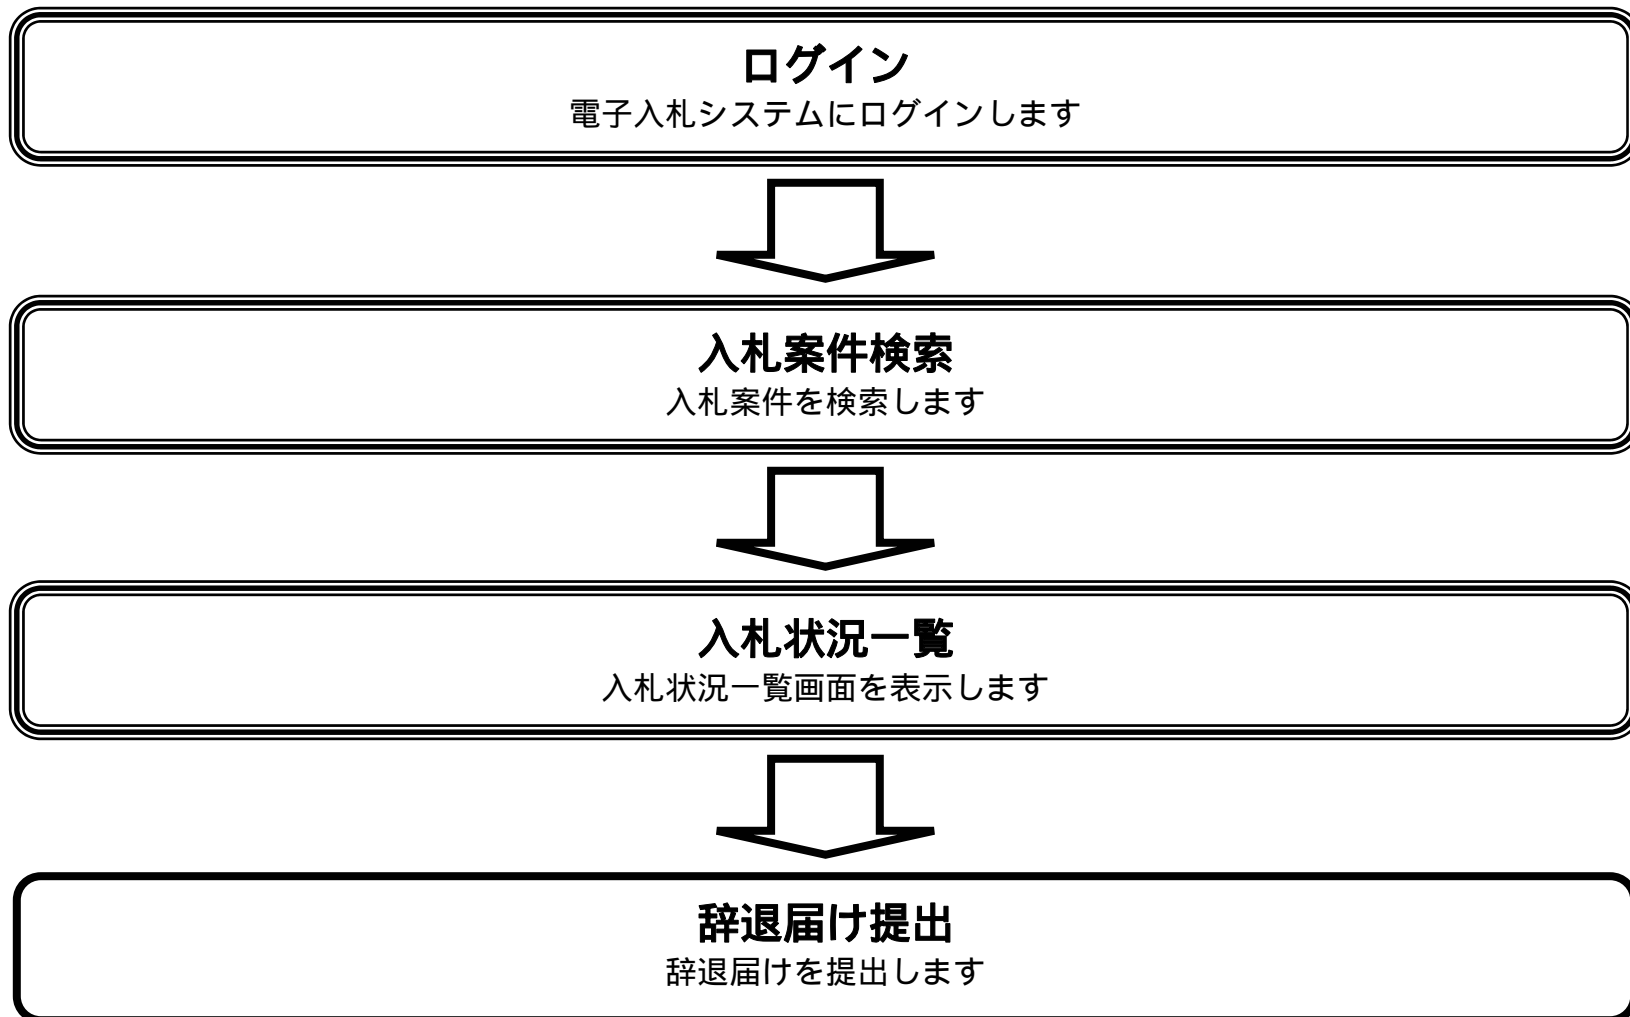 ログイン
電子入札システムにログインします
入札案件検索
入札案件を検索します
入札状況一覧
入札状況一覧画面を表示します
辞退届け提出
辞退届けを提出します